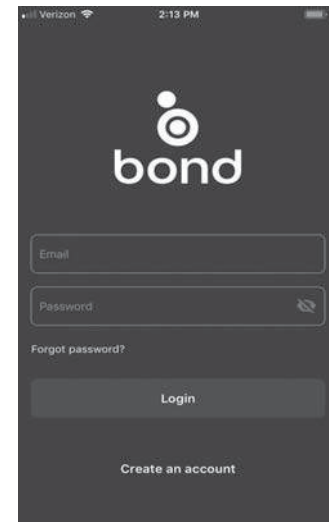 Verizon 2:13 PM
bond
Email
Password
Forgot password?
Login
Create an account